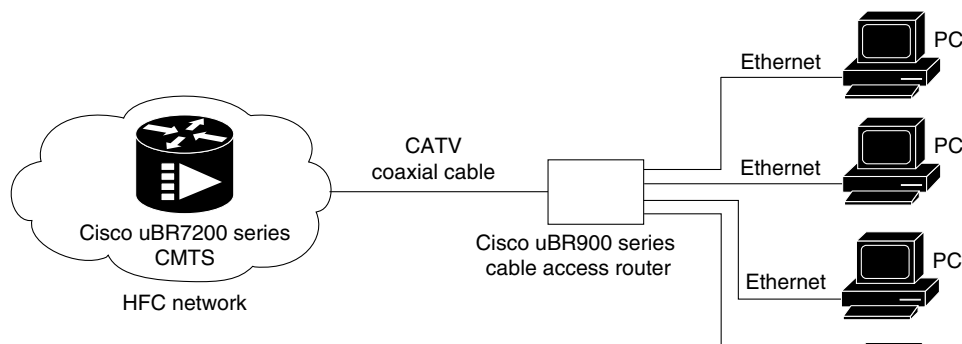 PC
Ethernet
CATV
coaxial cable
PC
Ethernet
Cisco uBR7200 series
CMTS
Cisco uBR900 series
cable access router
PC
Ethernet
HFC network